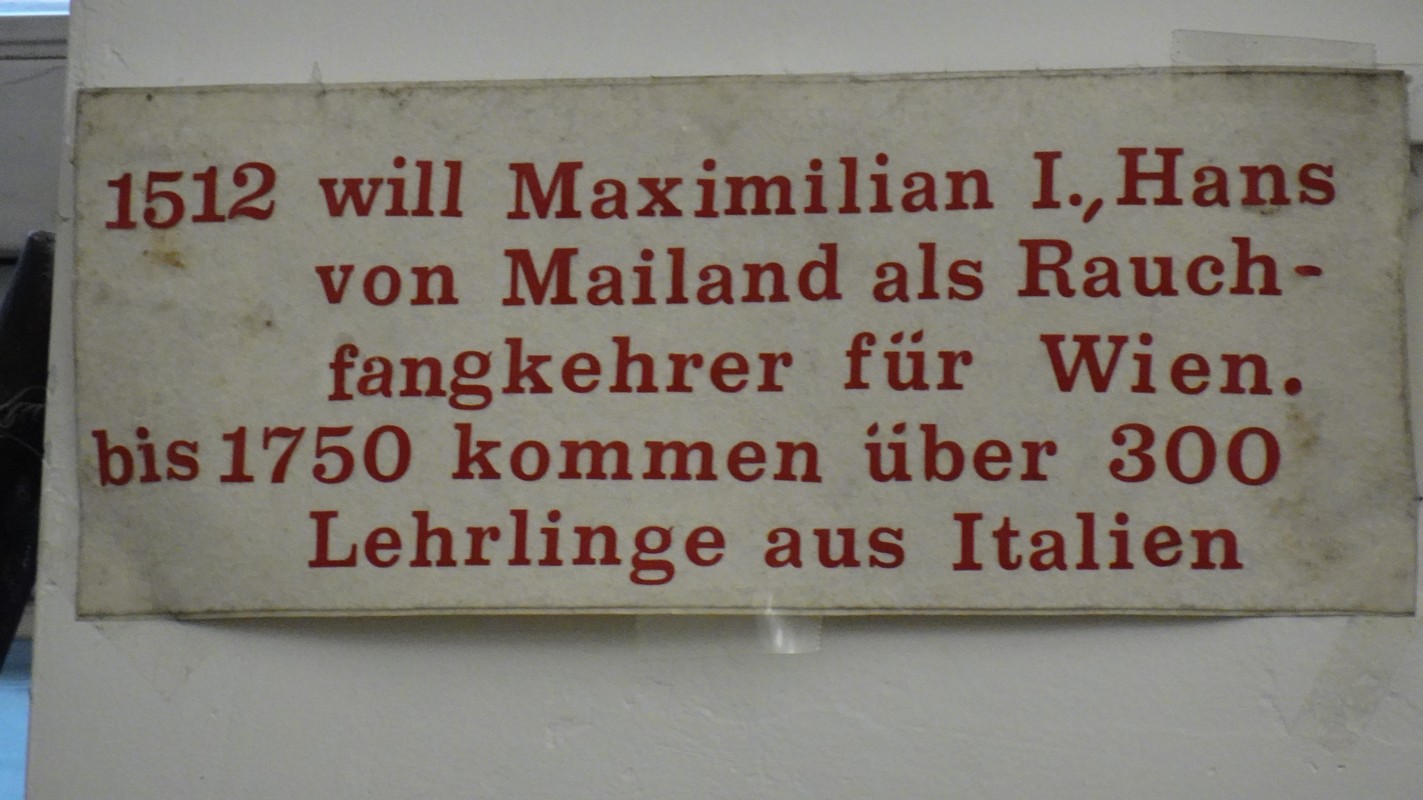 1512 will Maximilian I., Hans
von Mailand als Rauch-
fangkehrer für Wien.
bis 1750 kommen über 300
Lehrlinge aus Italien